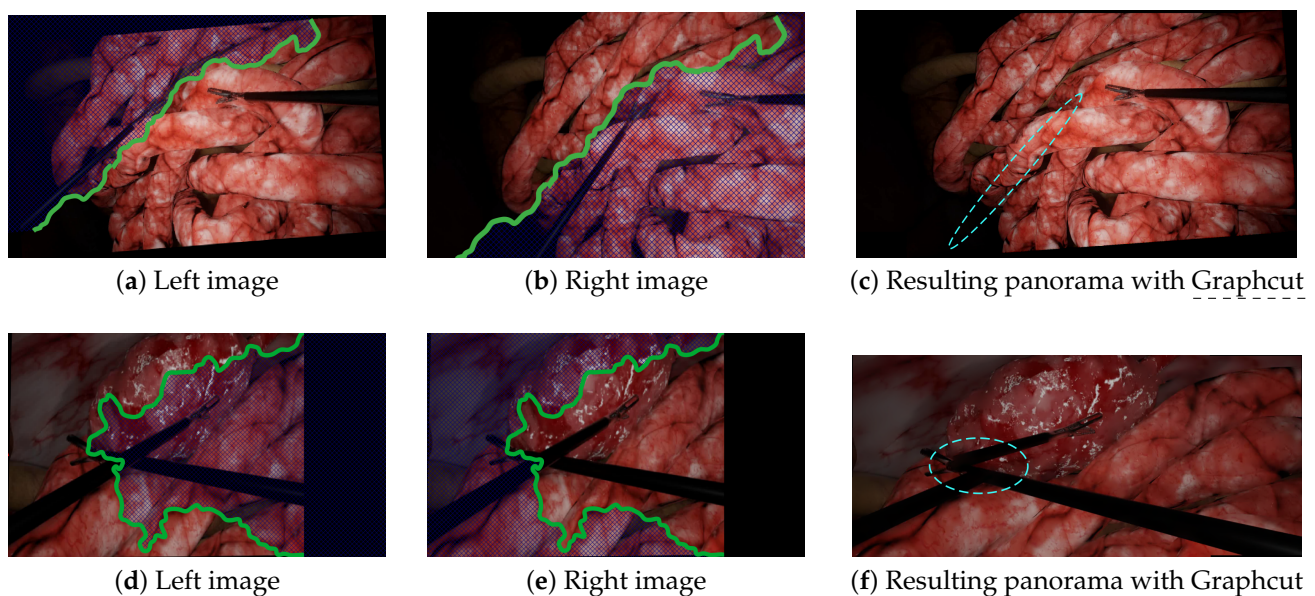 (a) Left image
(b) Right image
(c) Resulting panorama with Graphcut
(d) Left image
(e) Right image
(f) Resulting panorama with Graphcut